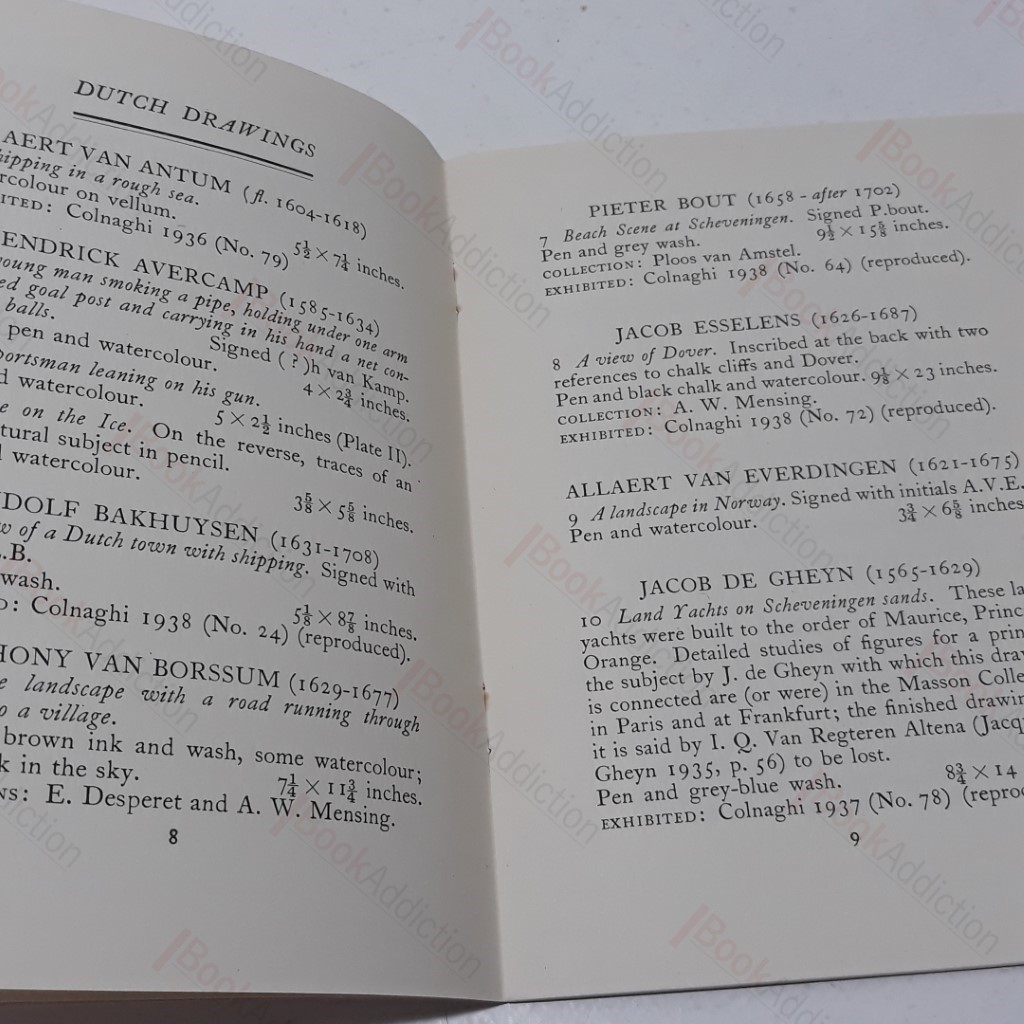 DUTCH DRAWINGS
AERT VAN ANTUM (fl. 1604-1618)
hipping in a rough sea.
rcolour on vellum. 5½ × 7¼ inches.
ITED: Colnaghi 1936 (No. 79)
ENDRICK AVERCAMP (1585-1634)
young man smoking a pipe, holding under one arm
ed goal post and carrying in his hand a net con-
balls. Signed (?)h van Kamp.
pen and watercolour. 4 × 2¾ inches.
ortsman leaning on his gun.
d watercolour. 5 × 2½ inches (Plate II).
e on the Ice. On the reverse, traces of an
tural subject in pencil.
d watercolour. 3⅝ × 5⅝ inches.
UDOLF BAKHUYSEN (1631-1708)
w of a Dutch town with shipping. Signed with
.B.
wash. 5⅛ × 8⅞ inches.
D: Colnaghi 1938 (No. 24) (reproduced).
HONY VAN BORSSUM (1629-1677)
e landscape with a road running through
o a village.
brown ink and wash, some watercolour;
k in the sky. 7¼ × 11¾ inches.
NS: E. Desperet and A. W. Mensing.
8
PIETER BOUT (1658 - after 1702)
7 Beach Scene at Scheveningen. Signed P.bout.
Pen and grey wash. 9½ × 15⅝ inches.
COLLECTION: Ploos van Amstel.
EXHIBITED: Colnaghi 1938 (No. 64) (reproduced).
JACOB ESSELENS (1626-1687)
8 A view of Dover. Inscribed at the back with two
references to chalk cliffs and Dover.
Pen and black chalk and watercolour. 9⅛ × 23 inches.
COLLECTION: A. W. Mensing.
EXHIBITED: Colnaghi 1938 (No. 72) (reproduced).
ALLAERT VAN EVERDINGEN (1621-1675)
9 A landscape in Norway. Signed with initials A.V.E.
Pen and watercolour. 3¾ × 6⅝ inches
JACOB DE GHEYN (1565-1629)
10 Land Yachts on Scheveningen sands. These la
yachts were built to the order of Maurice, Princ
Orange. Detailed studies of figures for a prin
the subject by J. de Gheyn with which this dra
is connected are (or were) in the Masson Colle
in Paris and at Frankfurt; the finished drawin
it is said by I. Q. Van Regteren Altena (Jacq
Gheyn 1935, p. 56) to be lost.
Pen and grey-blue wash. 8¾ × 14
EXHIBITED: Colnaghi 1937 (No. 78) (repro
9
BookAddiction